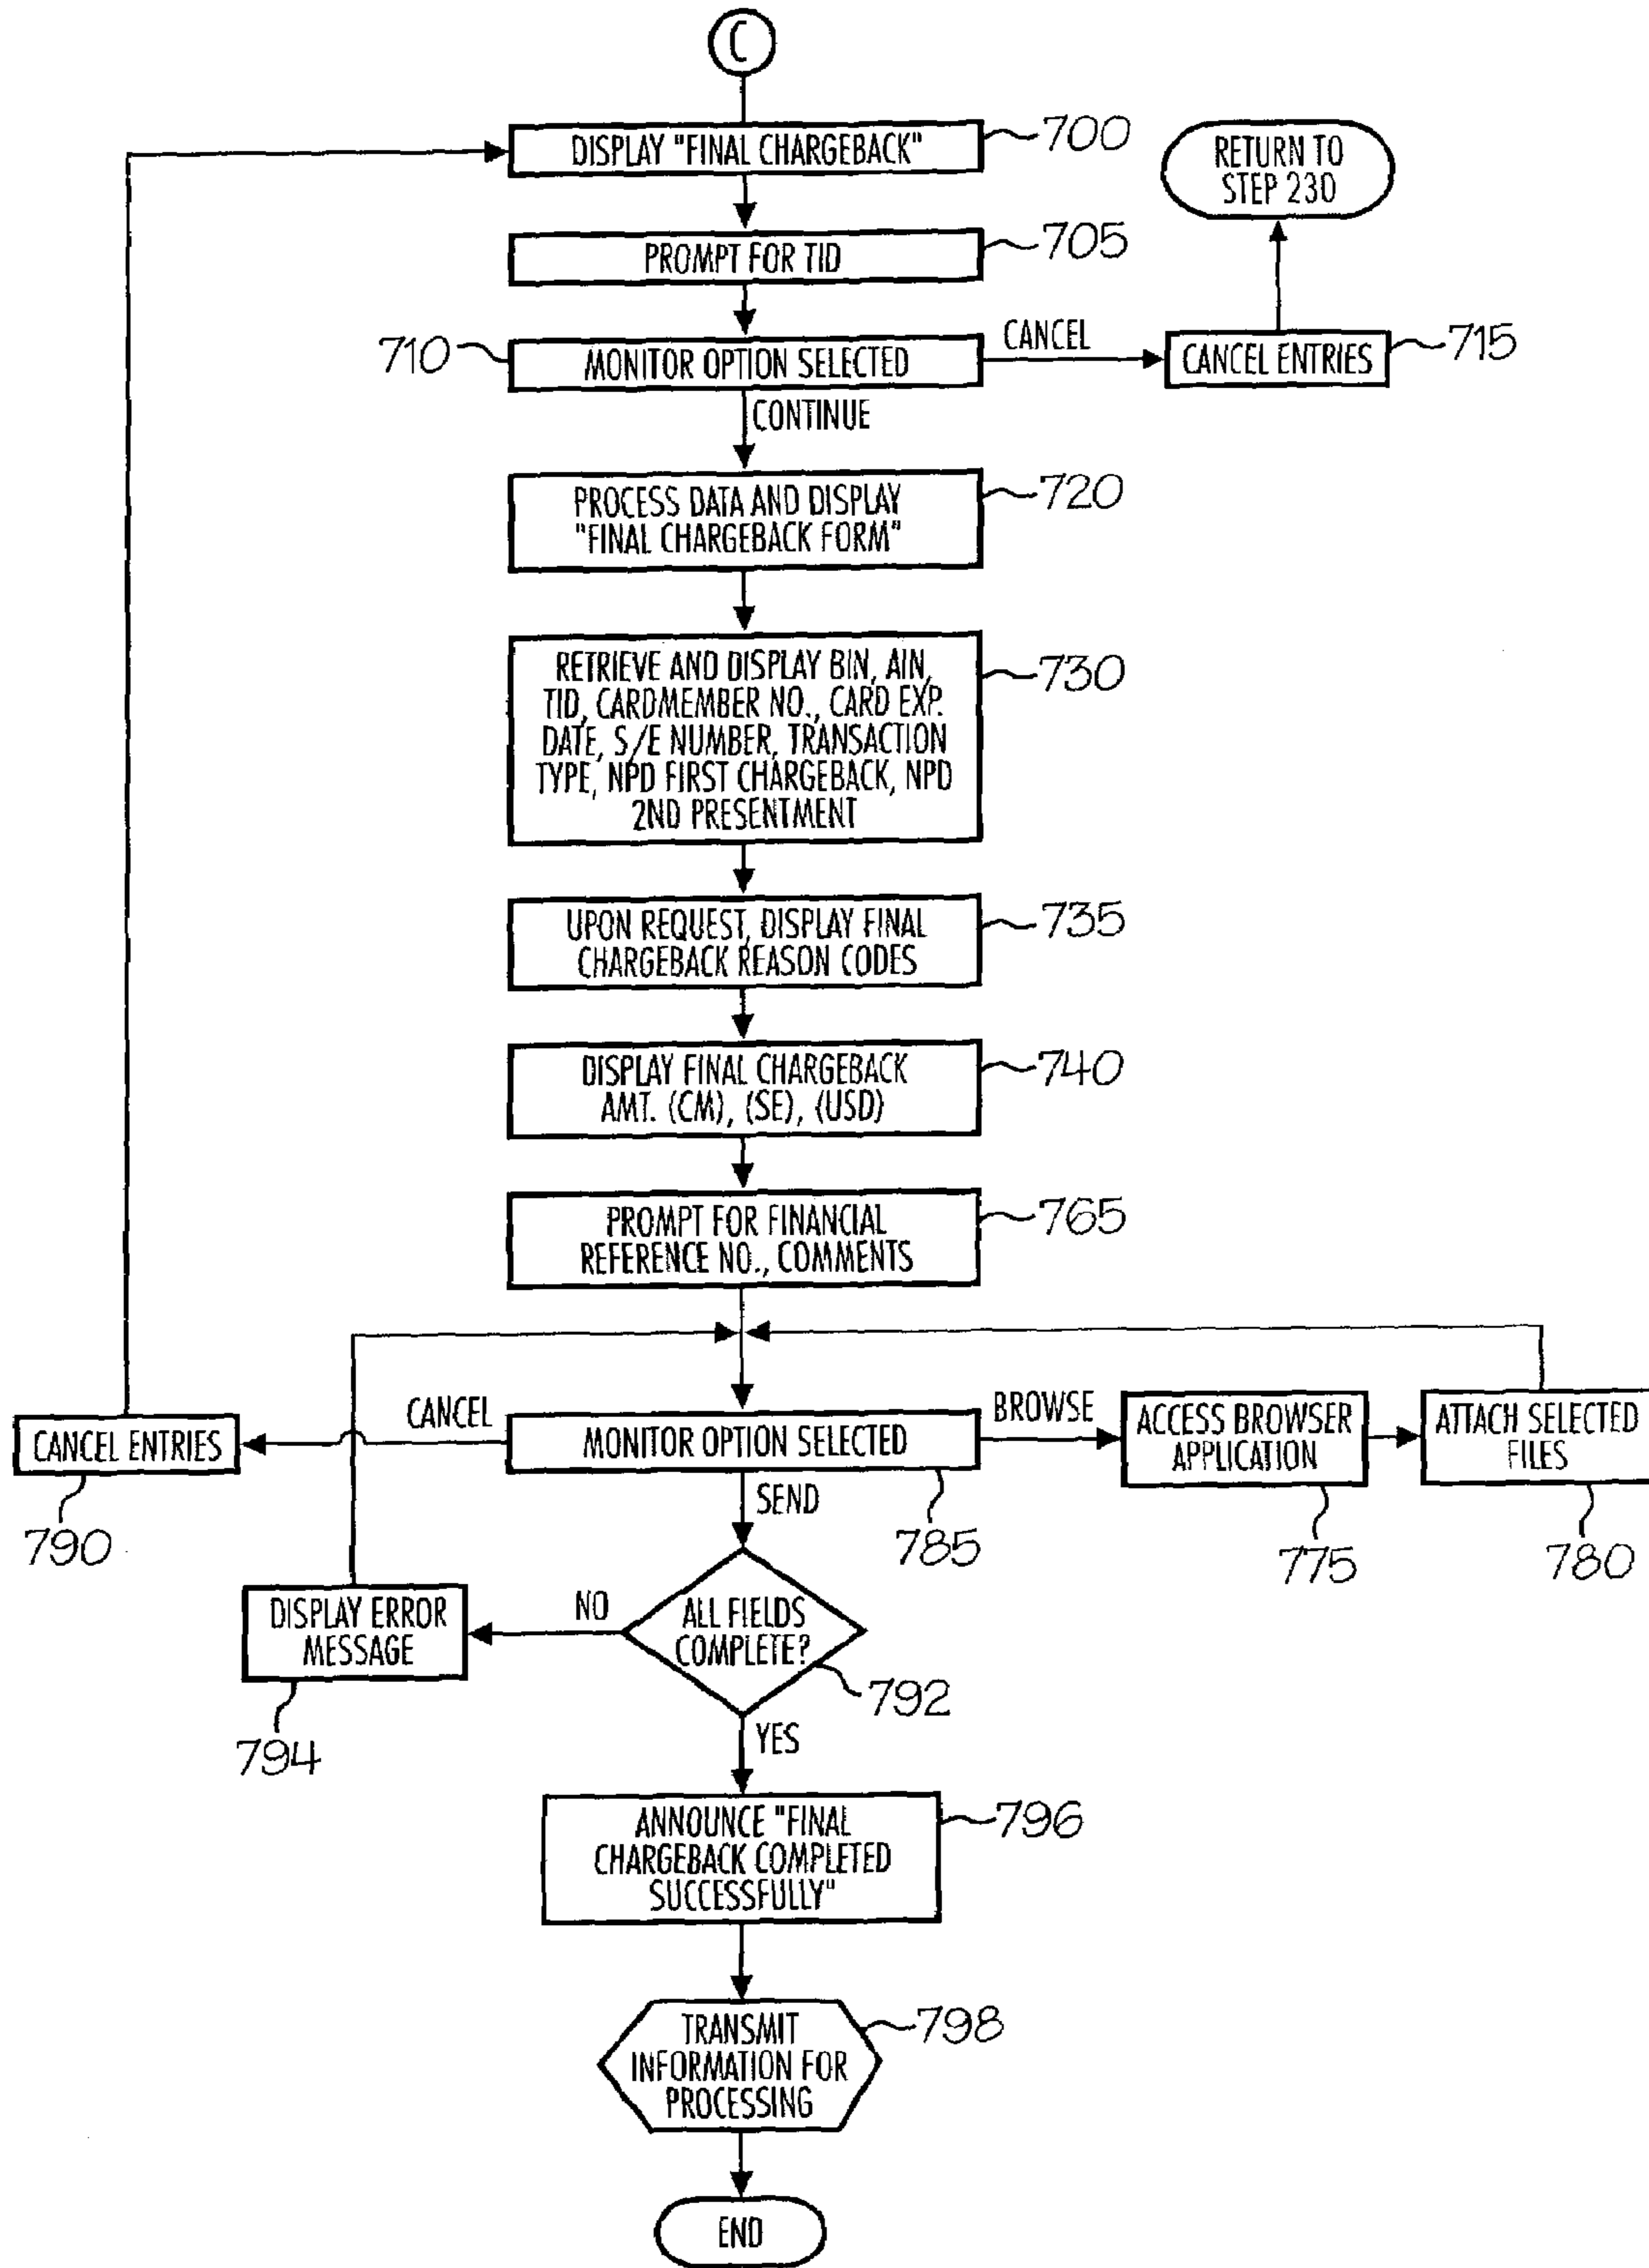 C
DISPLAY "FINAL CHARGEBACK"
700
RETURN TO
STEP 230
PROMPT FOR TID
705
710
MONITOR OPTION SELECTED
CANCEL
CANCEL ENTRIES
715
CONTINUE
PROCESS DATA AND DISPLAY
"FINAL CHARGEBACK FORM"
720
RETRIEVE AND DISPLAY BIN, AIN,
TID, CARDMEMBER NO., CARD EXP.
DATE, S/E NUMBER, TRANSACTION
TYPE, NPD FIRST CHARGEBACK, NPD
2ND PRESENTMENT
730
UPON REQUEST, DISPLAY FINAL
CHARGEBACK REASON CODES
735
DISPLAY FINAL CHARGEBACK
AMT. (CM), (SE), (USD)
740
PROMPT FOR FINANCIAL
REFERENCE NO., COMMENTS
765
CANCEL ENTRIES
790
CANCEL
MONITOR OPTION SELECTED
785
BROWSE
ACCESS BROWSER
APPLICATION
775
ATTACH SELECTED
FILES
780
SEND
DISPLAY ERROR
MESSAGE
794
NO
ALL FIELDS
COMPLETE?
792
YES
ANNOUNCE "FINAL
CHARGEBACK COMPLETED
SUCCESSFULLY"
796
TRANSMIT
INFORMATION FOR
PROCESSING
798
END